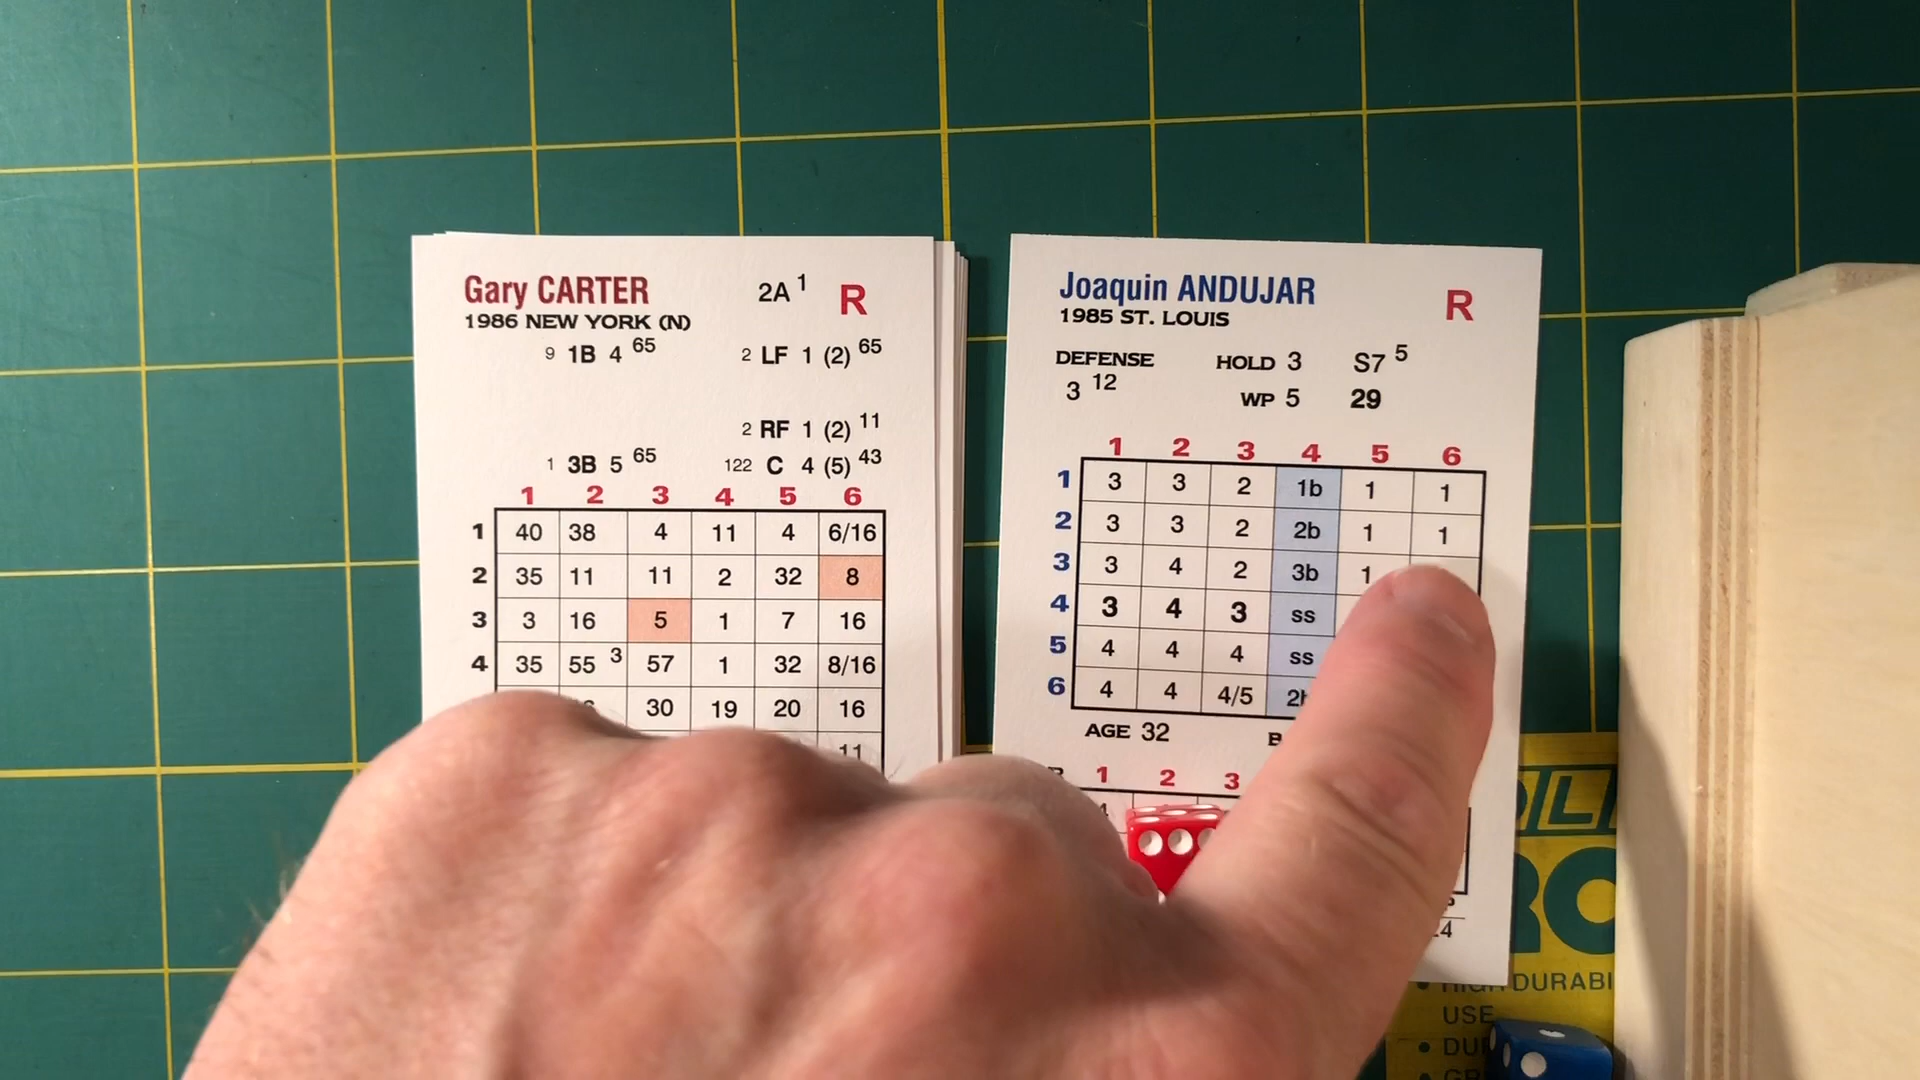 Gary CARTER 2A 1 R
1986 NEW YORK (N)
9 1B 4 65 2 LF 1 (2) 65
2 RF 1 (2) 11
1 3B 5 65 122 C 4 (5) 43
1 2 3 4 5 6
1 40 38 4 11 4 6/16
2 35 11 11 2 32 8
3 3 16 5 1 7 16
4 35 55 3 57 1 32 8/16
30 19 20 16
11
Joaquin ANDUJAR R
1985 ST. LOUIS
DEFENSE HOLD 3 S7 5
3 12 WP 5 29
1 2 3 4 5 6
1 3 3 2 1b 1 1
2 3 3 2 2b 1 1
3 3 4 2 3b 1
4 3 4 3 ss
5 4 4 4 ss
6 4 4 4/5
AGE 32
1 2 3
DURABI
USE